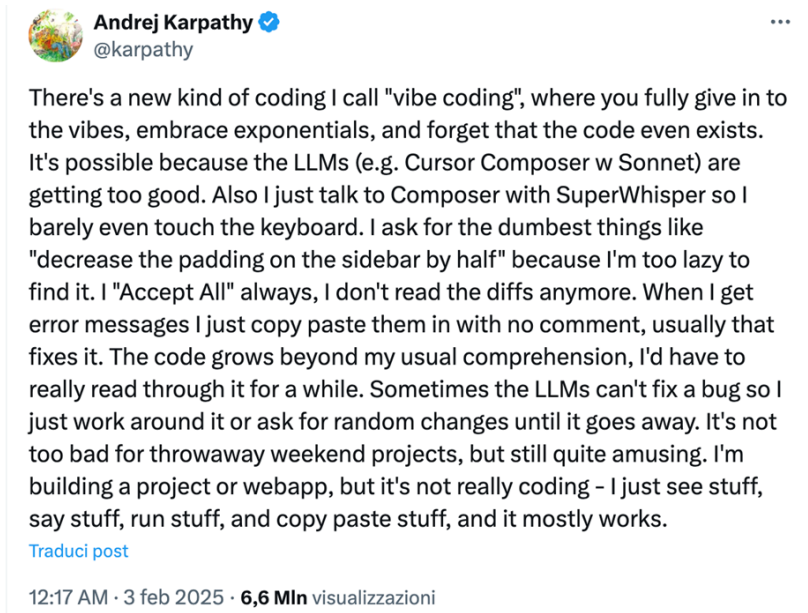 Andrej Karpathy
@karpathy
There's a new kind of coding I call "vibe coding", where you fully give in to
the vibes, embrace exponentials, and forget that the code even exists.
It's possible because the LLMs (e.g. Cursor Composer w Sonnet) are
getting too good. Also I just talk to Composer with SuperWhisper so I
barely even touch the keyboard. I ask for the dumbest things like
"decrease the padding on the sidebar by half" because I'm too lazy to
find it. I "Accept All" always, I don't read the diffs anymore. When I get
error messages I just copy paste them in with no comment, usually that
fixes it. The code grows beyond my usual comprehension, I'd have to
really read through it for a while. Sometimes the LLMs can't fix a bug so I
just work around it or ask for random changes until it goes away. It's not
too bad for throwaway weekend projects, but still quite amusing. I'm
building a project or webapp, but it's not really coding - I just see stuff,
say stuff, run stuff, and copy paste stuff, and it mostly works.
Traduci post
12:17 AM · 3 feb 2025 · 6,6 Mln visualizzazioni